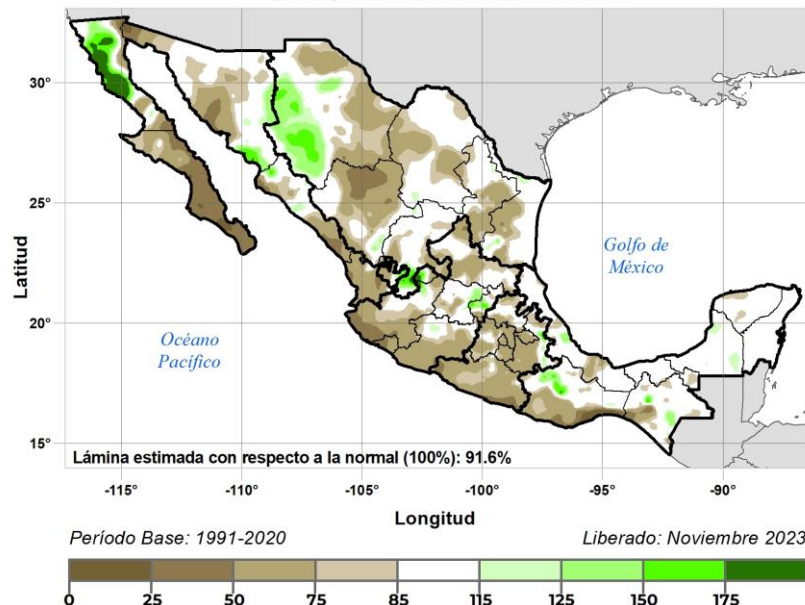 30°
25°
20°
15°
Latitud
Golfo de
México
Océano
Pacífico
Lámina estimada con respecto a la normal (100%): 91.6%
-115° -110° -105° -100° -95° -90°
Longitud
Período Base: 1991-2020 Liberado: Noviembre 2023
0 25 50 75 85 115 125 150 175